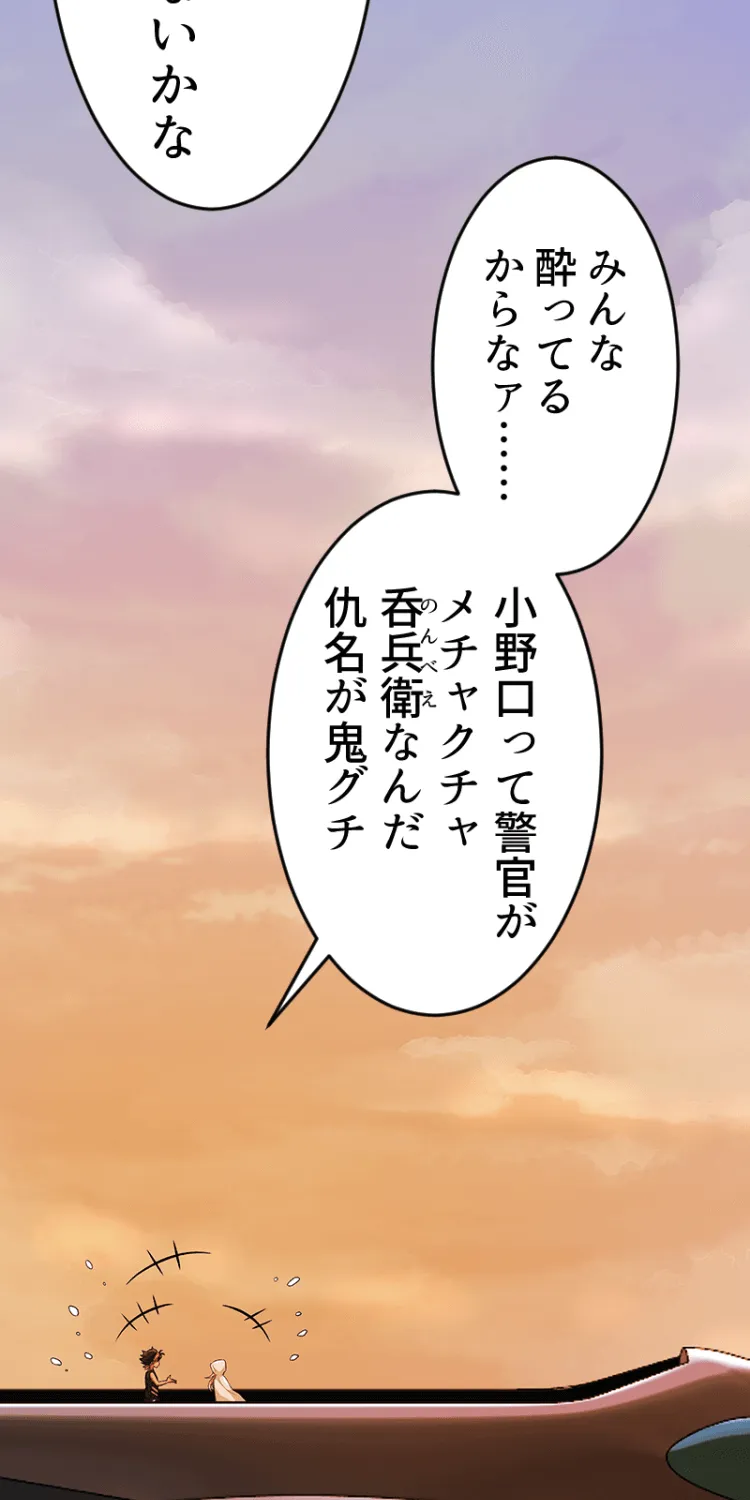 ないかな
みんな
酔ってる
からなァ……
小野口って警官が
メチャクチャ
呑兵衛なんだ
のんべえ
仇名が鬼グチ